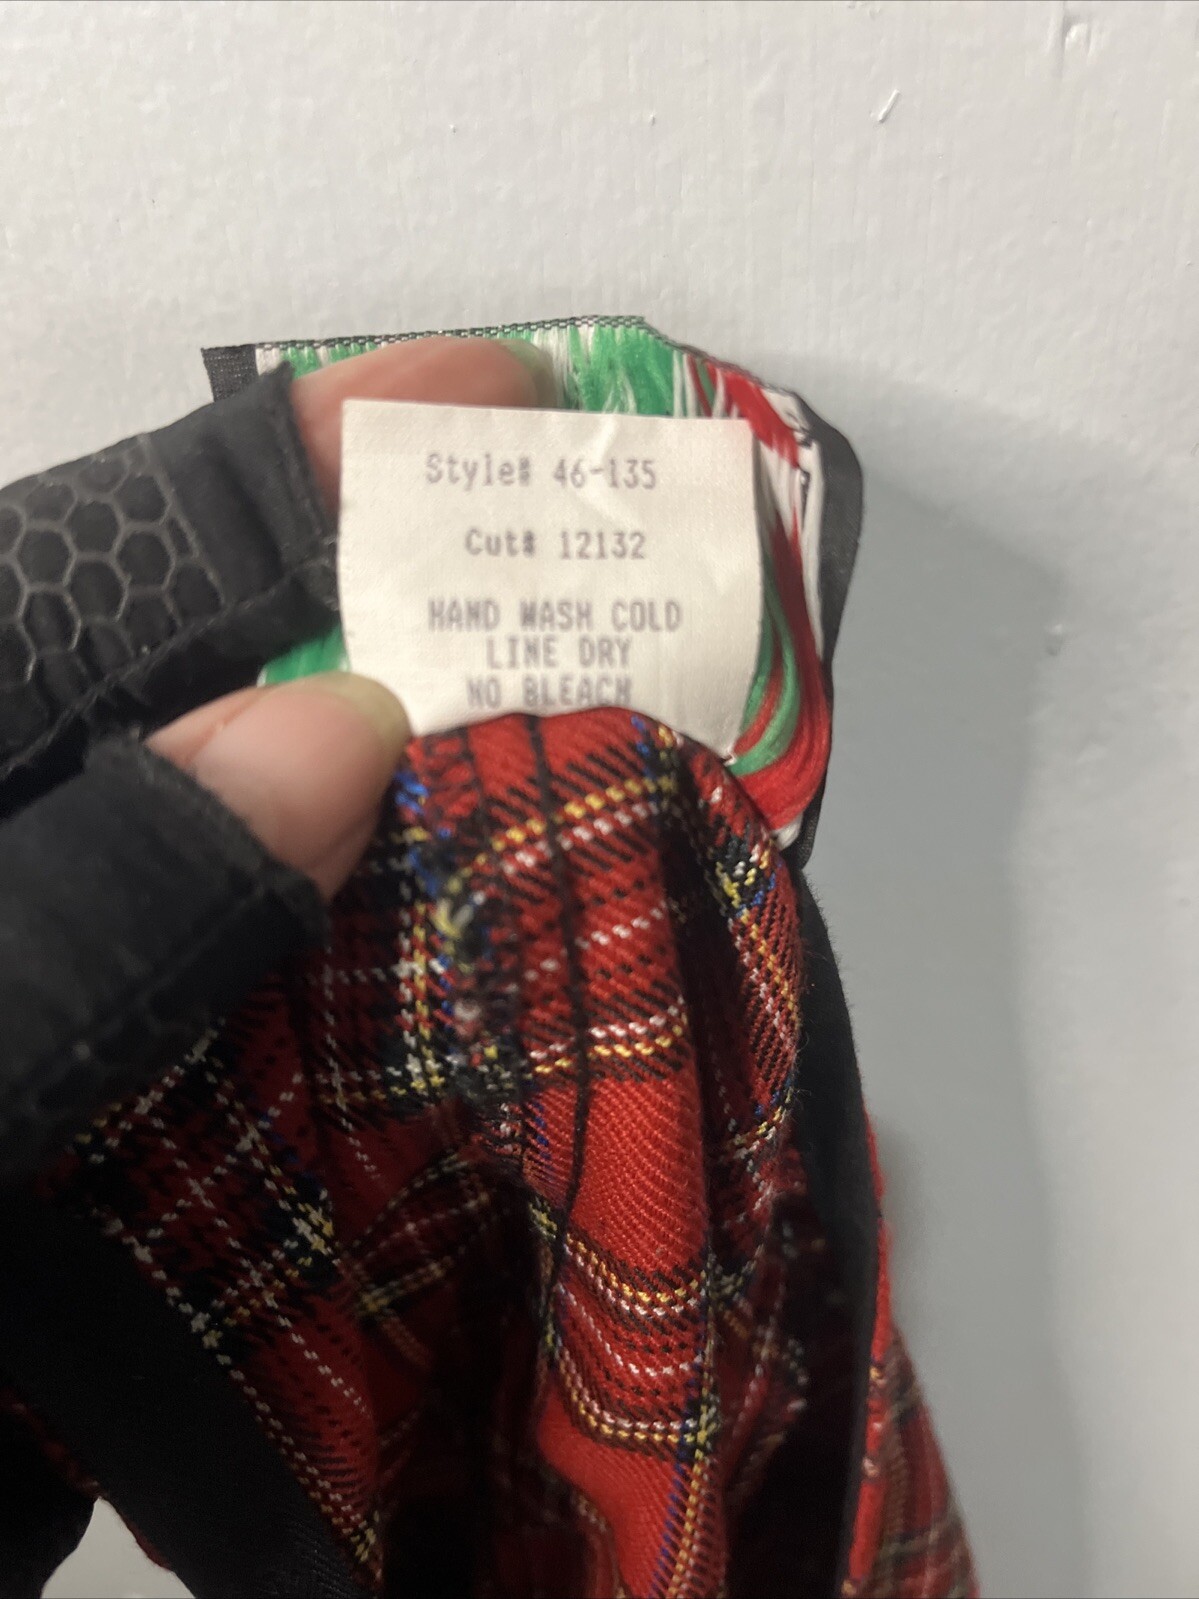 Style# 46-135
Cut# 12132
HAND WASH COLD
LINE DRY
NO BLEACH